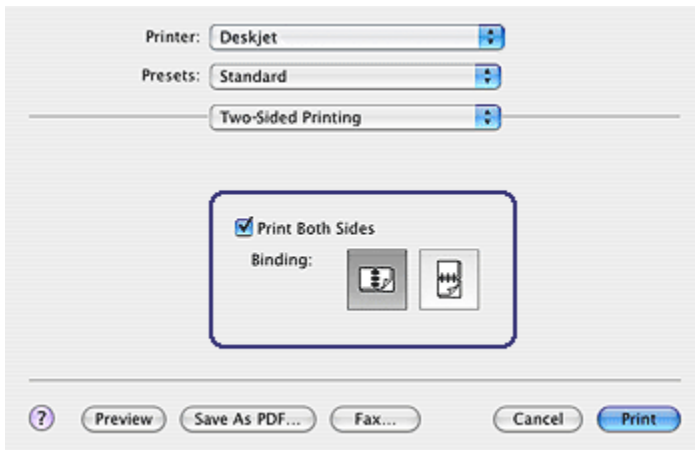 Printer: Deskjet
Presets: Standard
Two-Sided Printing
Print Both Sides
Binding:
? Preview Save As PDF... Fax... Cancel Print